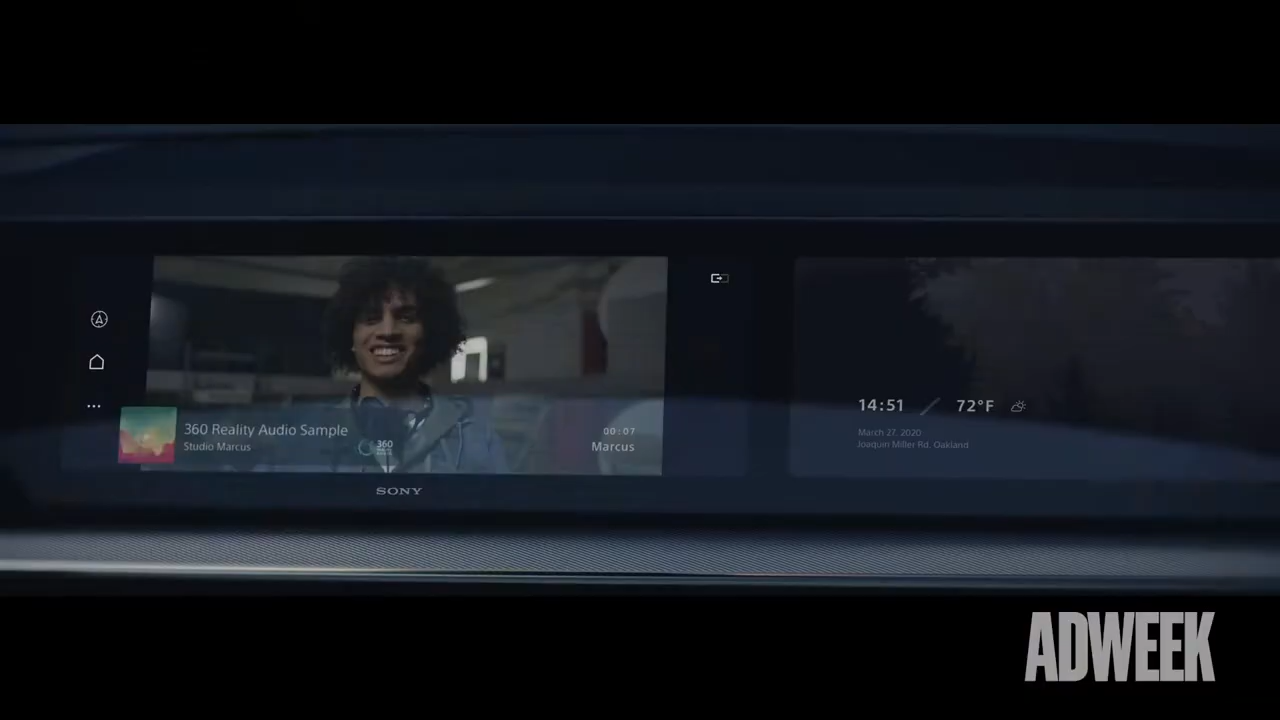 360 Reality Audio Sample
Studio Marcus
360
00:07
Marcus
SONY
14:51
72°F
March 27, 2020
Joaquin Miller Rd, Oakland
ADWEEK